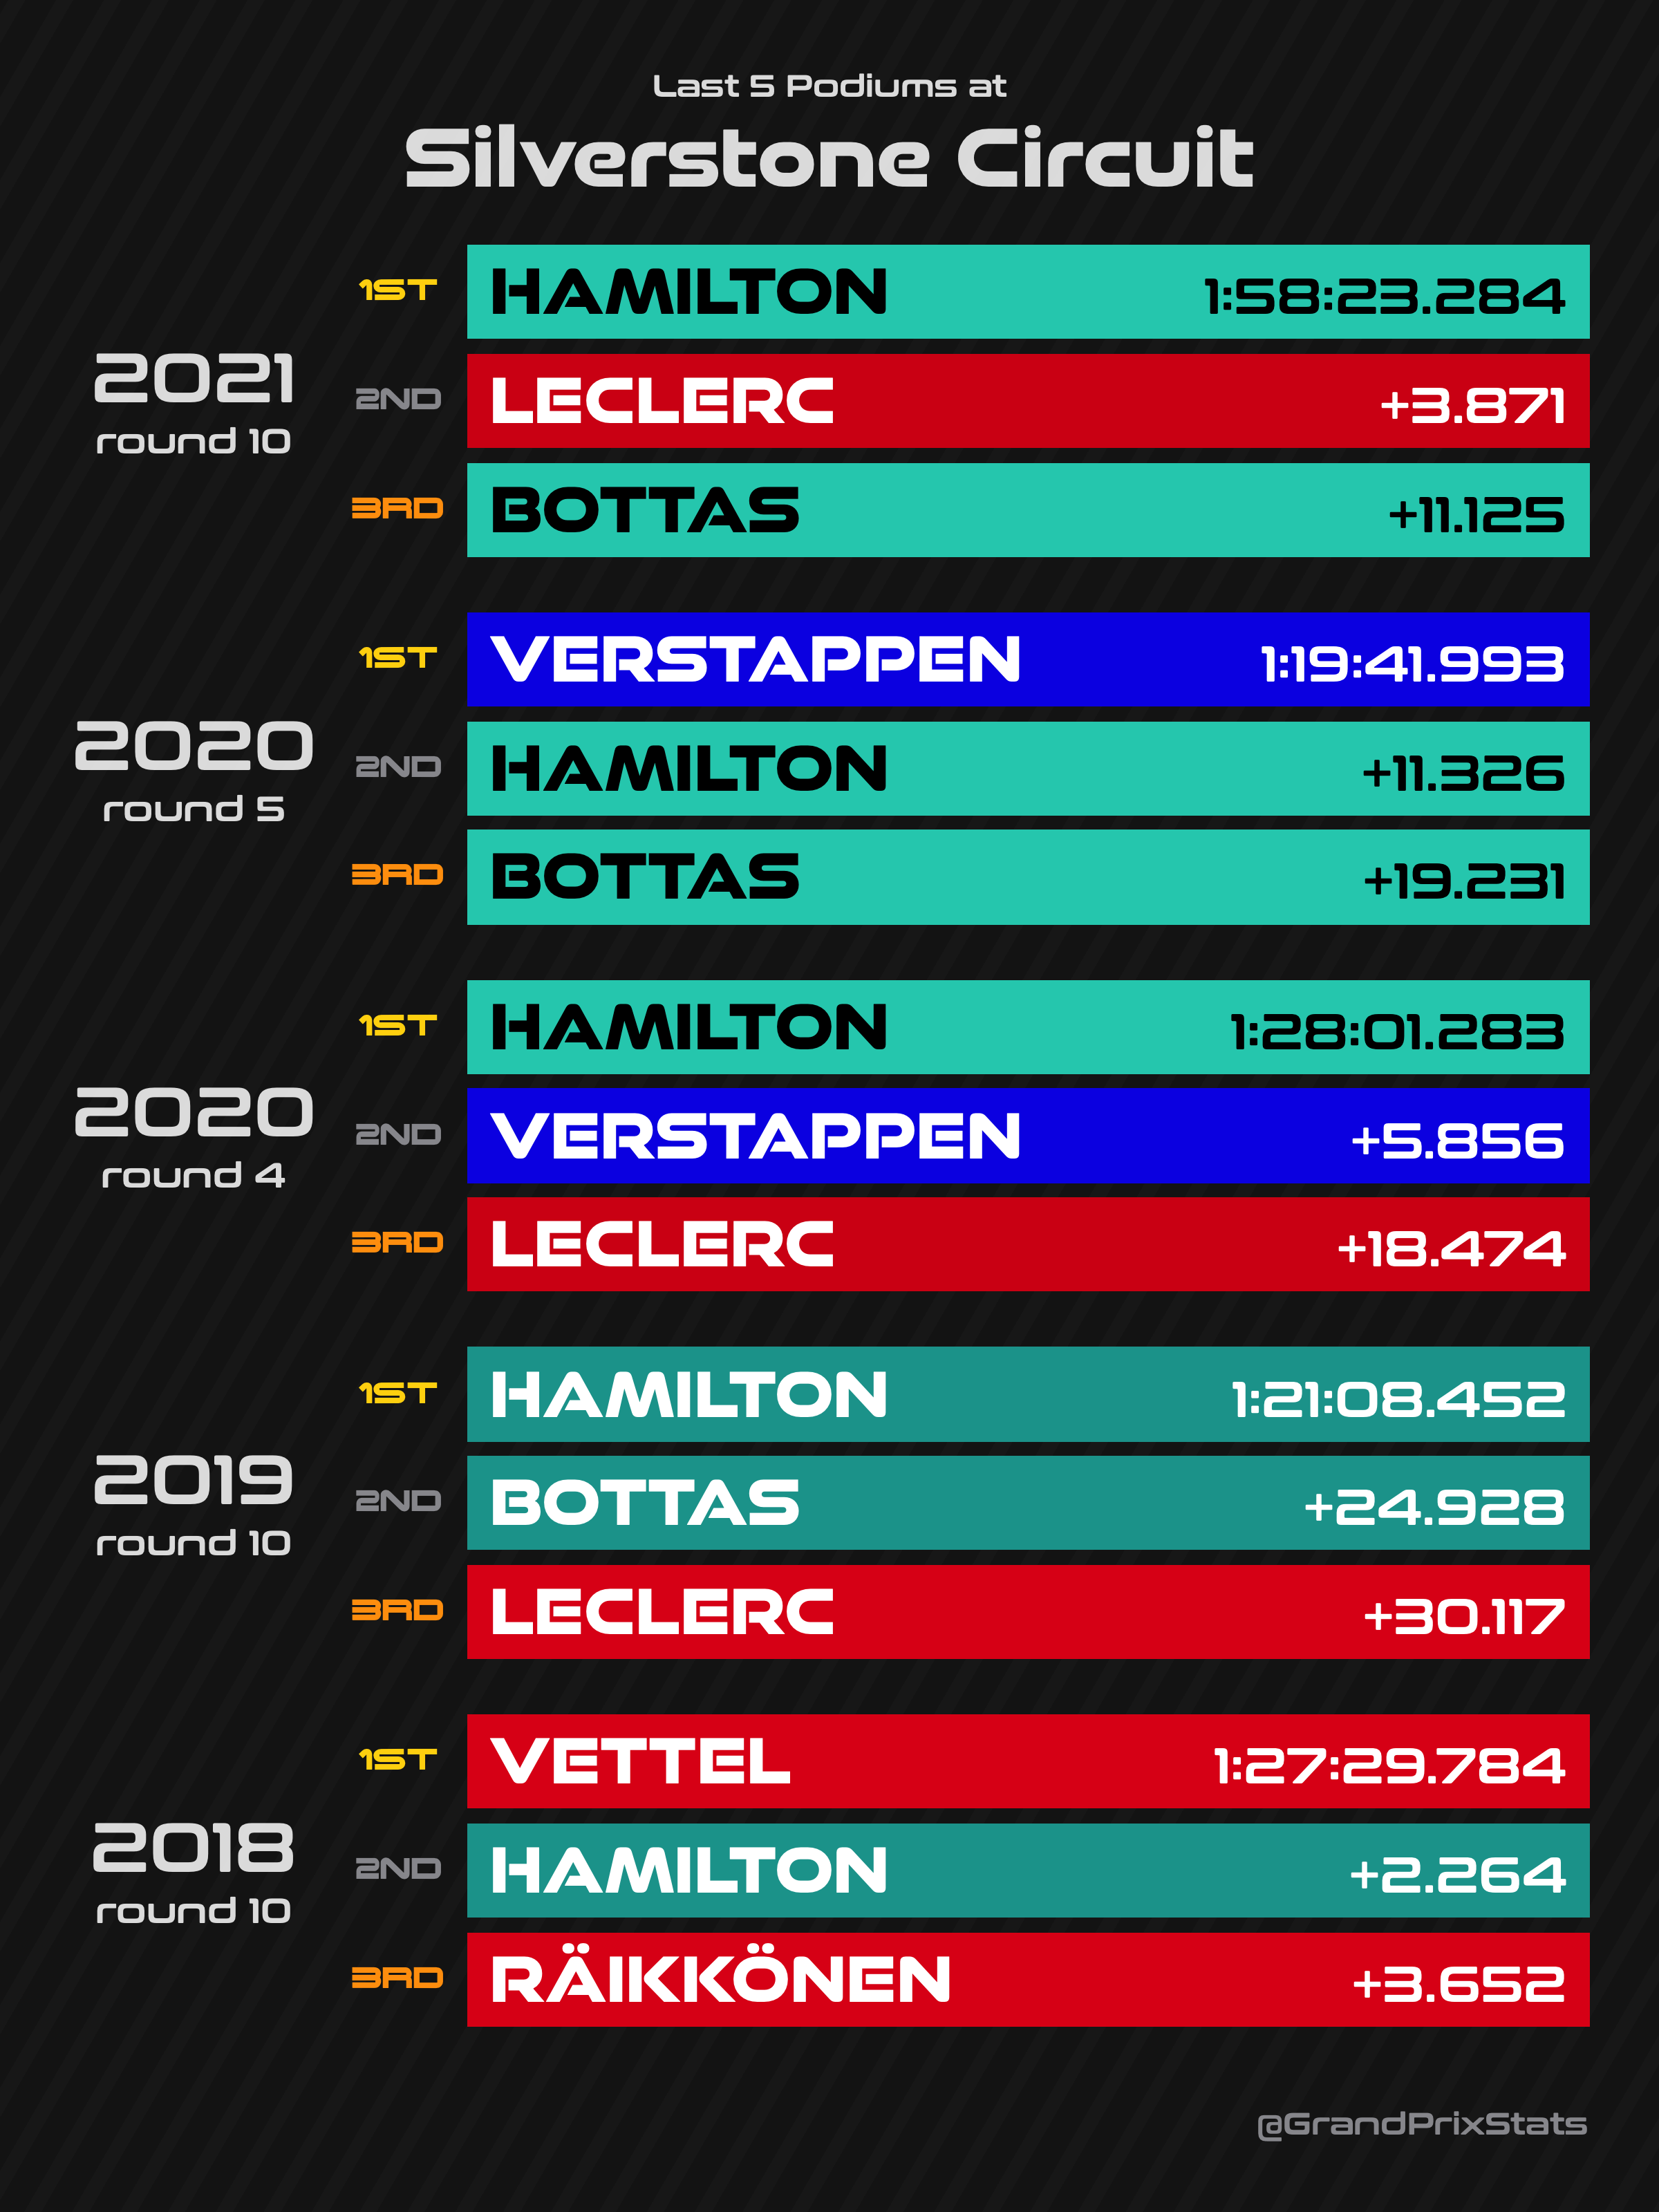 Last 5 Podiums at
Silverstone Circuit
2021
round 10
1ST HAMILTON 1:58:23.284
2ND LECLERC +3.871
3RD BOTTAS +11.125
2020
round 5
1ST VERSTAPPEN 1:19:41.993
2ND HAMILTON +11.326
3RD BOTTAS +19.231
2020
round 4
1ST HAMILTON 1:28:01.283
2ND VERSTAPPEN +5.856
3RD LECLERC +18.474
2019
round 10
1ST HAMILTON 1:21:08.452
2ND BOTTAS +24.928
3RD LECLERC +30.117
2018
round 10
1ST VETTEL 1:27:29.784
2ND HAMILTON +2.264
3RD RÄIKKÖNEN +3.652
@GrandPrixStats